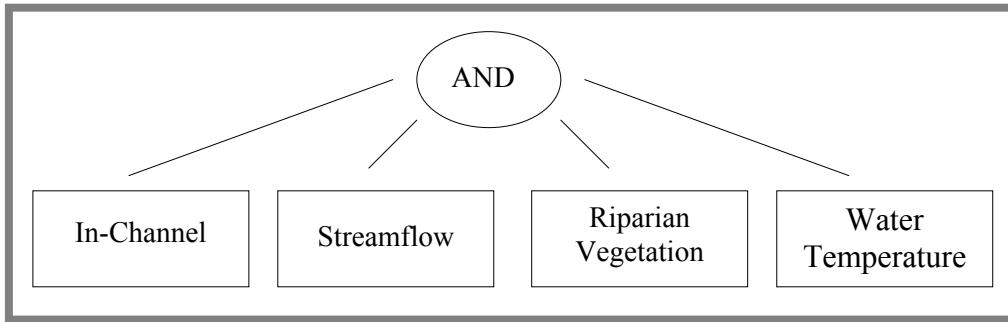 AND
In-Channel
Streamflow
Riparian
Vegetation
Water
Temperature